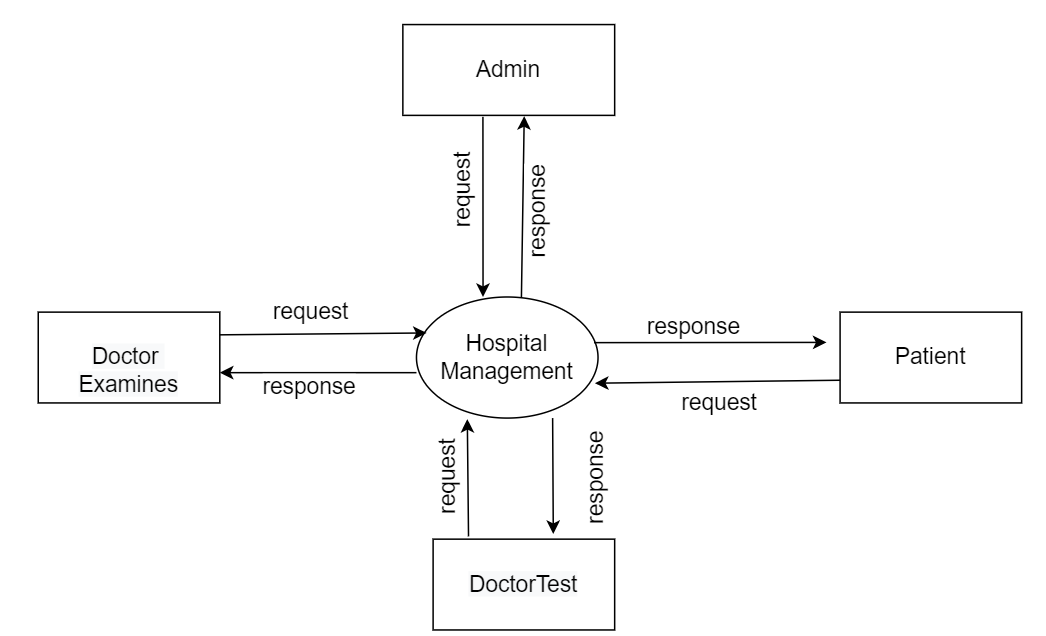 Admin
request
response
request
Hospital
Management
response
Doctor
Examines
response
Patient
request
request
response
DoctorTest